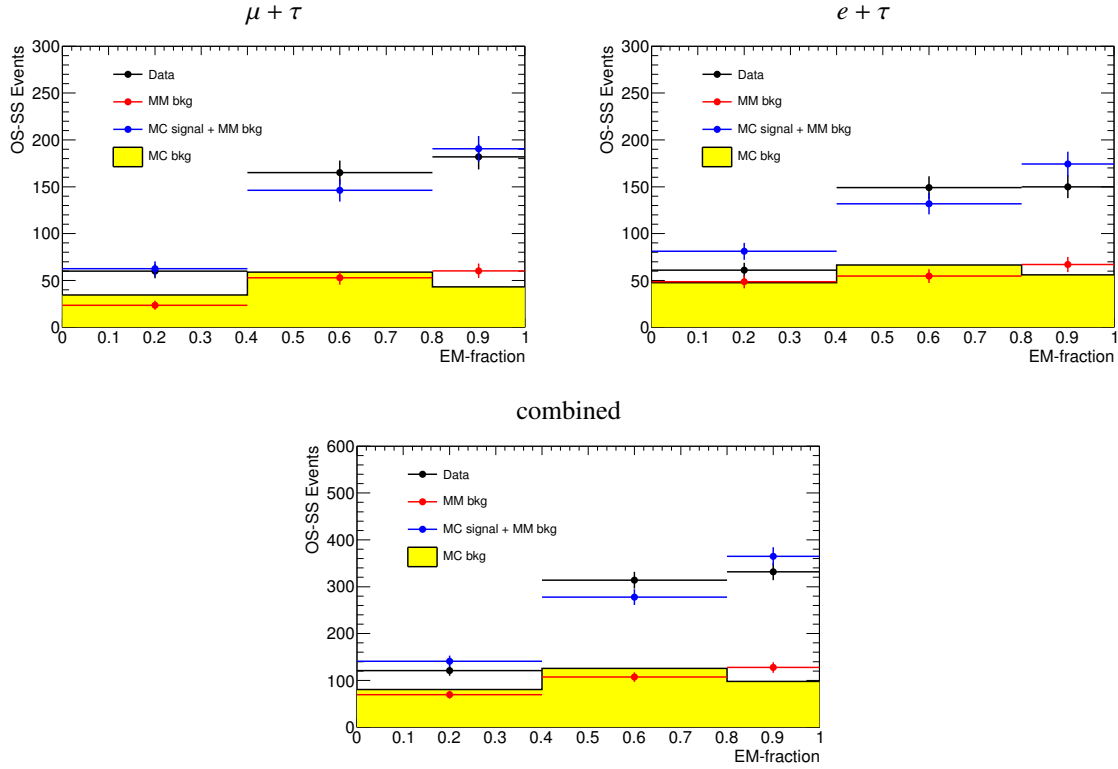 μ + τ
OS-SS Events
300
250
200
150
100
50
0
Data
MM bkg
MC signal + MM bkg
MC bkg
0 0.1 0.2 0.3 0.4 0.5 0.6 0.7 0.8 0.9 1
EM-fraction
e + τ
OS-SS Events
300
250
200
150
100
50
0
Data
MM bkg
MC signal + MM bkg
MC bkg
0 0.1 0.2 0.3 0.4 0.5 0.6 0.7 0.8 0.9 1
EM-fraction
combined
OS-SS Events
600
500
400
300
200
100
0
Data
MM bkg
MC signal + MM bkg
MC bkg
0 0.1 0.2 0.3 0.4 0.5 0.6 0.7 0.8 0.9 1
EM-fraction